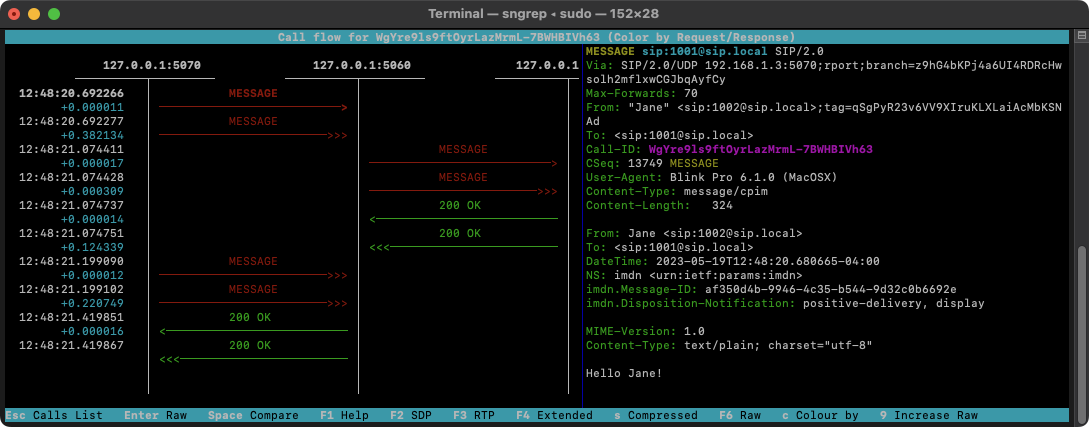 Terminal — sngrep ◂ sudo — 152×28
Call flow for WgYre9ls9ftOyrLazMrmL-7BWHBIVh63 (Color by Request/Response)
127.0.0.1:5070 127.0.0.1:5060 127.0.0.1
12:48:20.692266 MESSAGE
+0.000011
12:48:20.692277 MESSAGE
+0.382134
12:48:21.074411 MESSAGE
+0.000017
12:48:21.074428 MESSAGE
+0.000309
12:48:21.074737 200 OK
+0.000014
12:48:21.074751 200 OK
+0.124339
12:48:21.199090 MESSAGE
+0.000012
12:48:21.199102 MESSAGE
+0.220749
12:48:21.419851 200 OK
+0.000016
12:48:21.419867 200 OK
MESSAGE sip:1001@sip.local SIP/2.0
Via: SIP/2.0/UDP 192.168.1.3:5070;rport;branch=z9hG4bKPj4a6UI4RDRcHw
solh2mflxwCGJbqAyfCy
Max-Forwards: 70
From: "Jane" <sip:1002@sip.local>;tag=qSgPyR23v6VV9XIruKLXLaiAcMbKSN
Ad
To: <sip:1001@sip.local>
Call-ID: WgYre9ls9ftOyrLazMrmL-7BWHBIVh63
CSeq: 13749 MESSAGE
User-Agent: Blink Pro 6.1.0 (MacOSX)
Content-Type: message/cpim
Content-Length:   324
From: Jane <sip:1002@sip.local>
To: <sip:1001@sip.local>
DateTime: 2023-05-19T12:48:20.680665-04:00
NS: imdn <urn:ietf:params:imdn>
imdn.Message-ID: af350d4b-9946-4c35-b544-9d32c0b6692e
imdn.Disposition-Notification: positive-delivery, display
MIME-Version: 1.0
Content-Type: text/plain; charset="utf-8"
Hello Jane!
Esc Calls List Enter Raw Space Compare F1 Help F2 SDP F3 RTP F4 Extended s Compressed F6 Raw c Colour by 9 Increase Raw